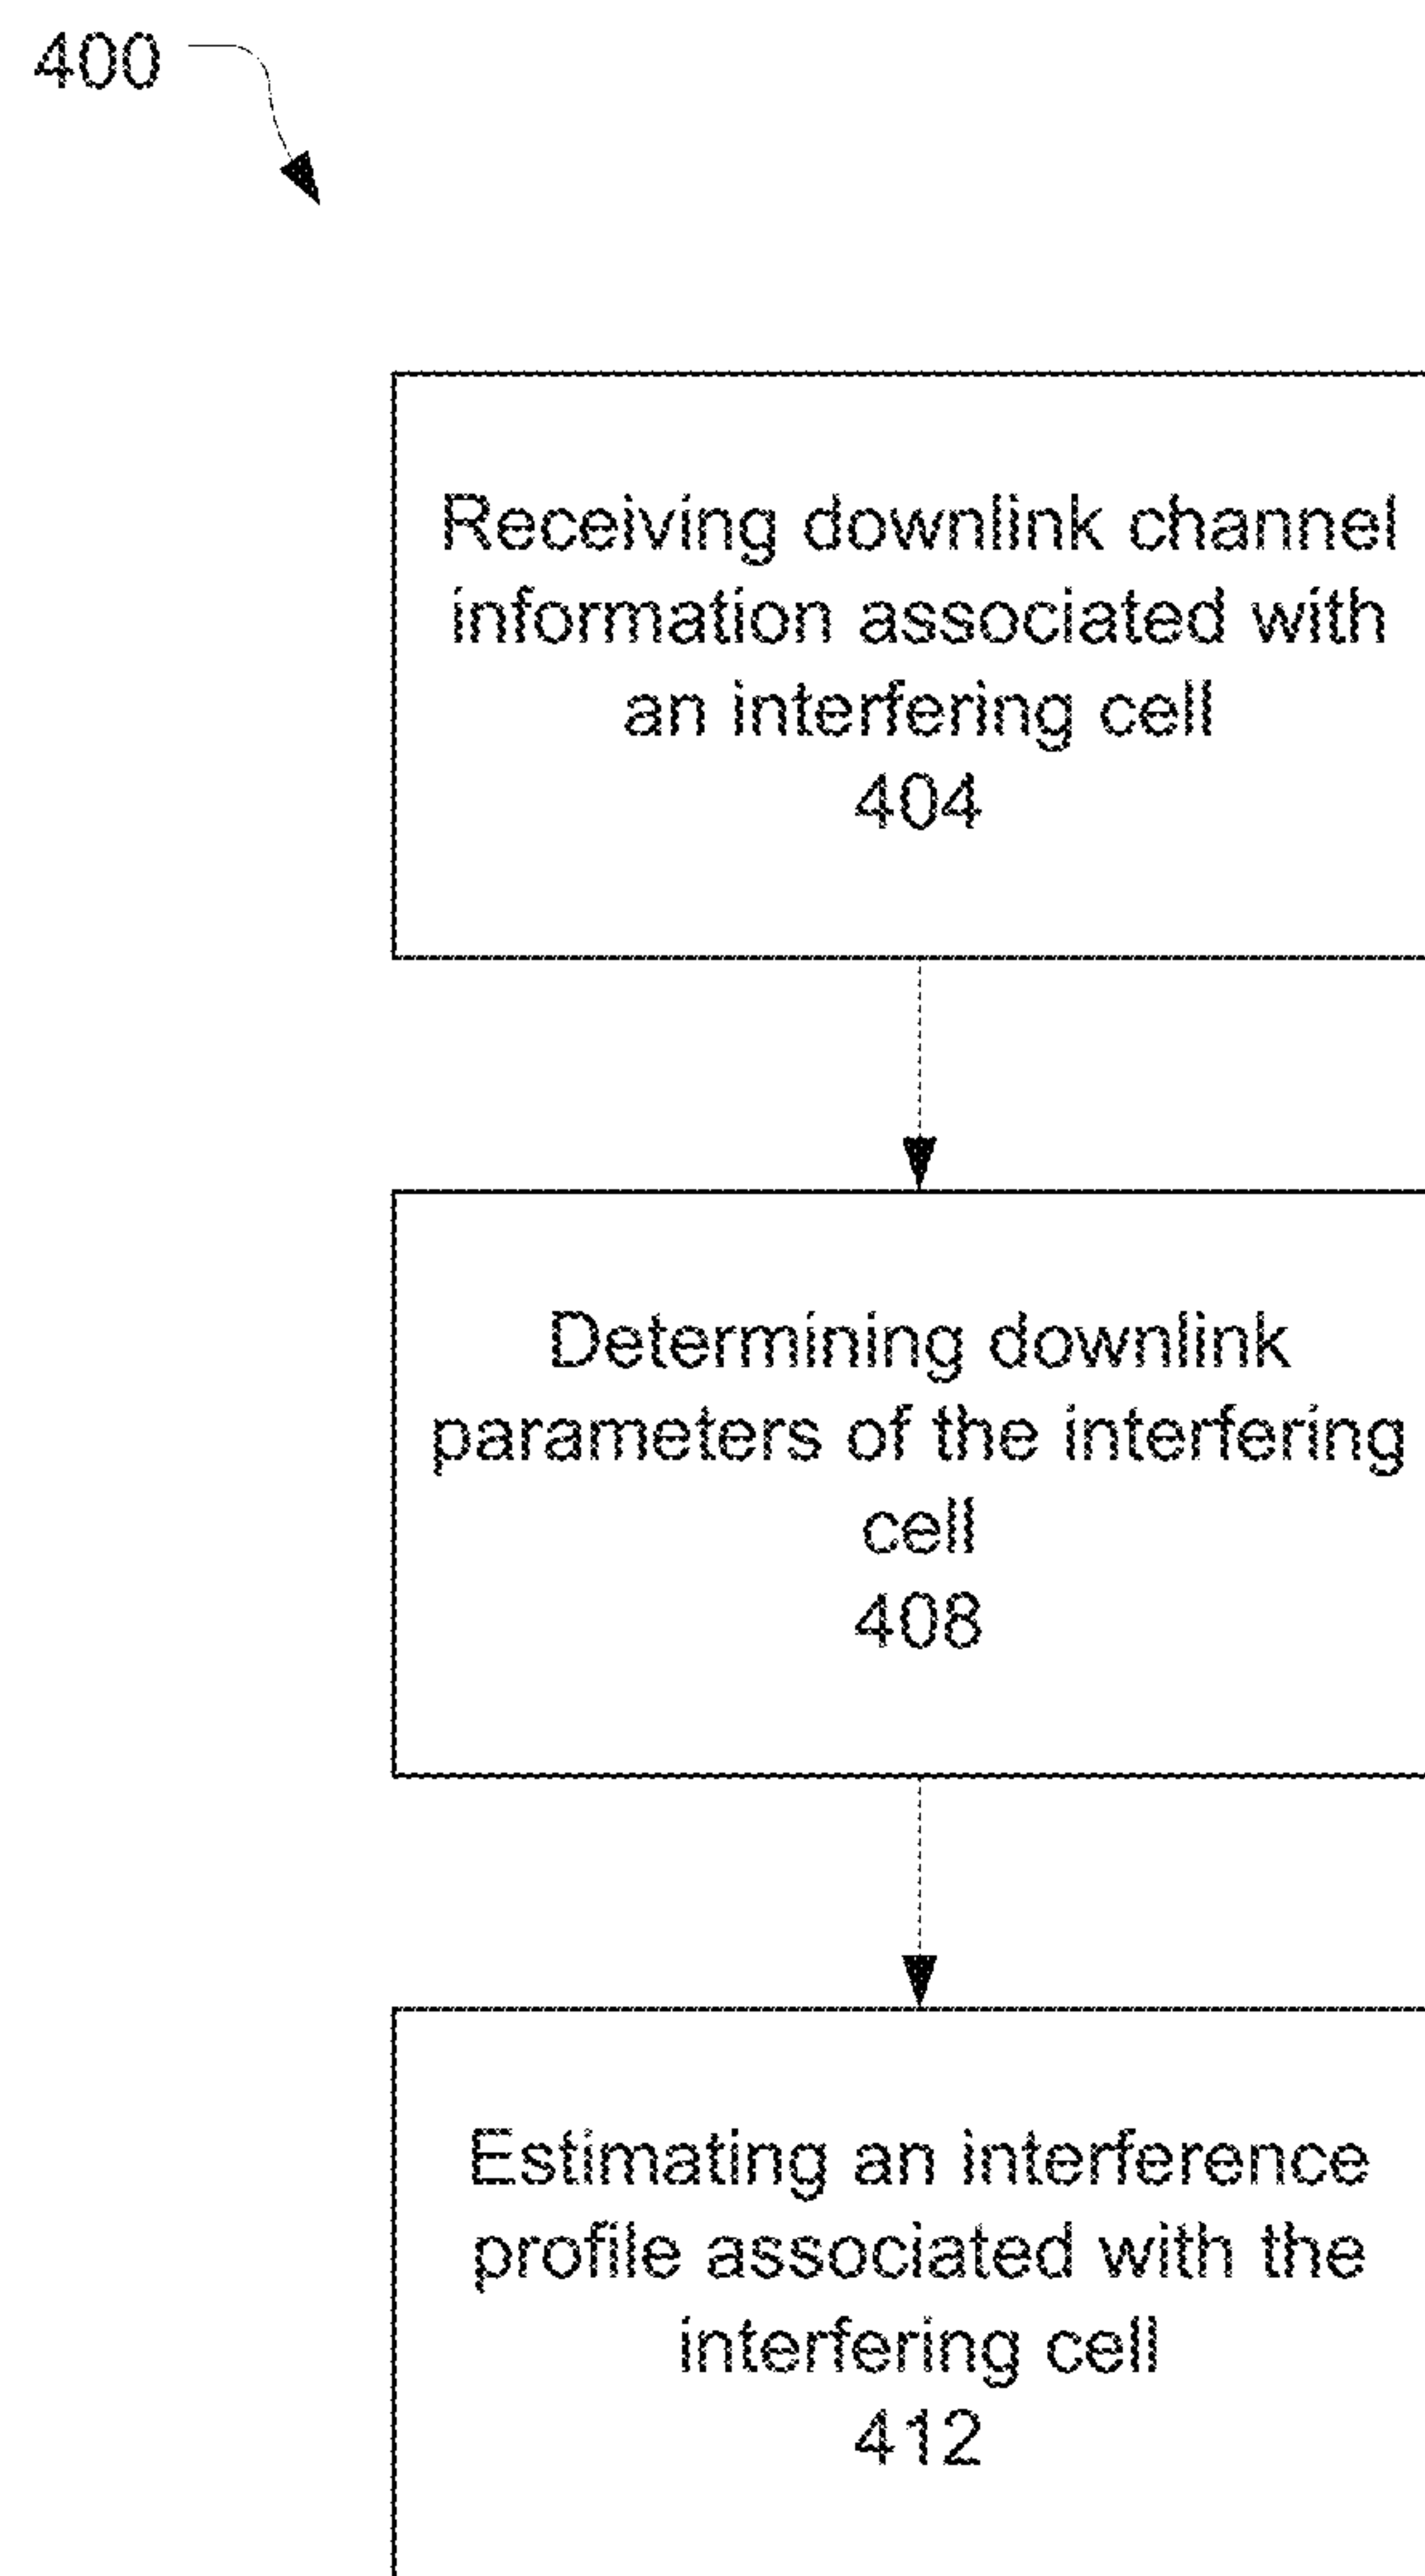 400
Receiving downlink channel
information associated with
an interfering cell
404
Determining downlink
parameters of the interfering
cell
408
Estimating an interference
profile associated with the
interfering cell
412